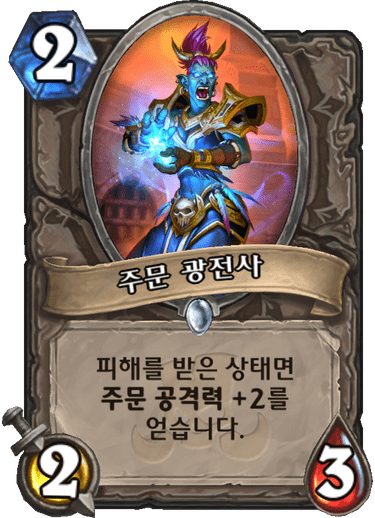 2
주문 광전사
피해를 받은 상태면
주문 공격력 +2를
얻습니다.
2
3